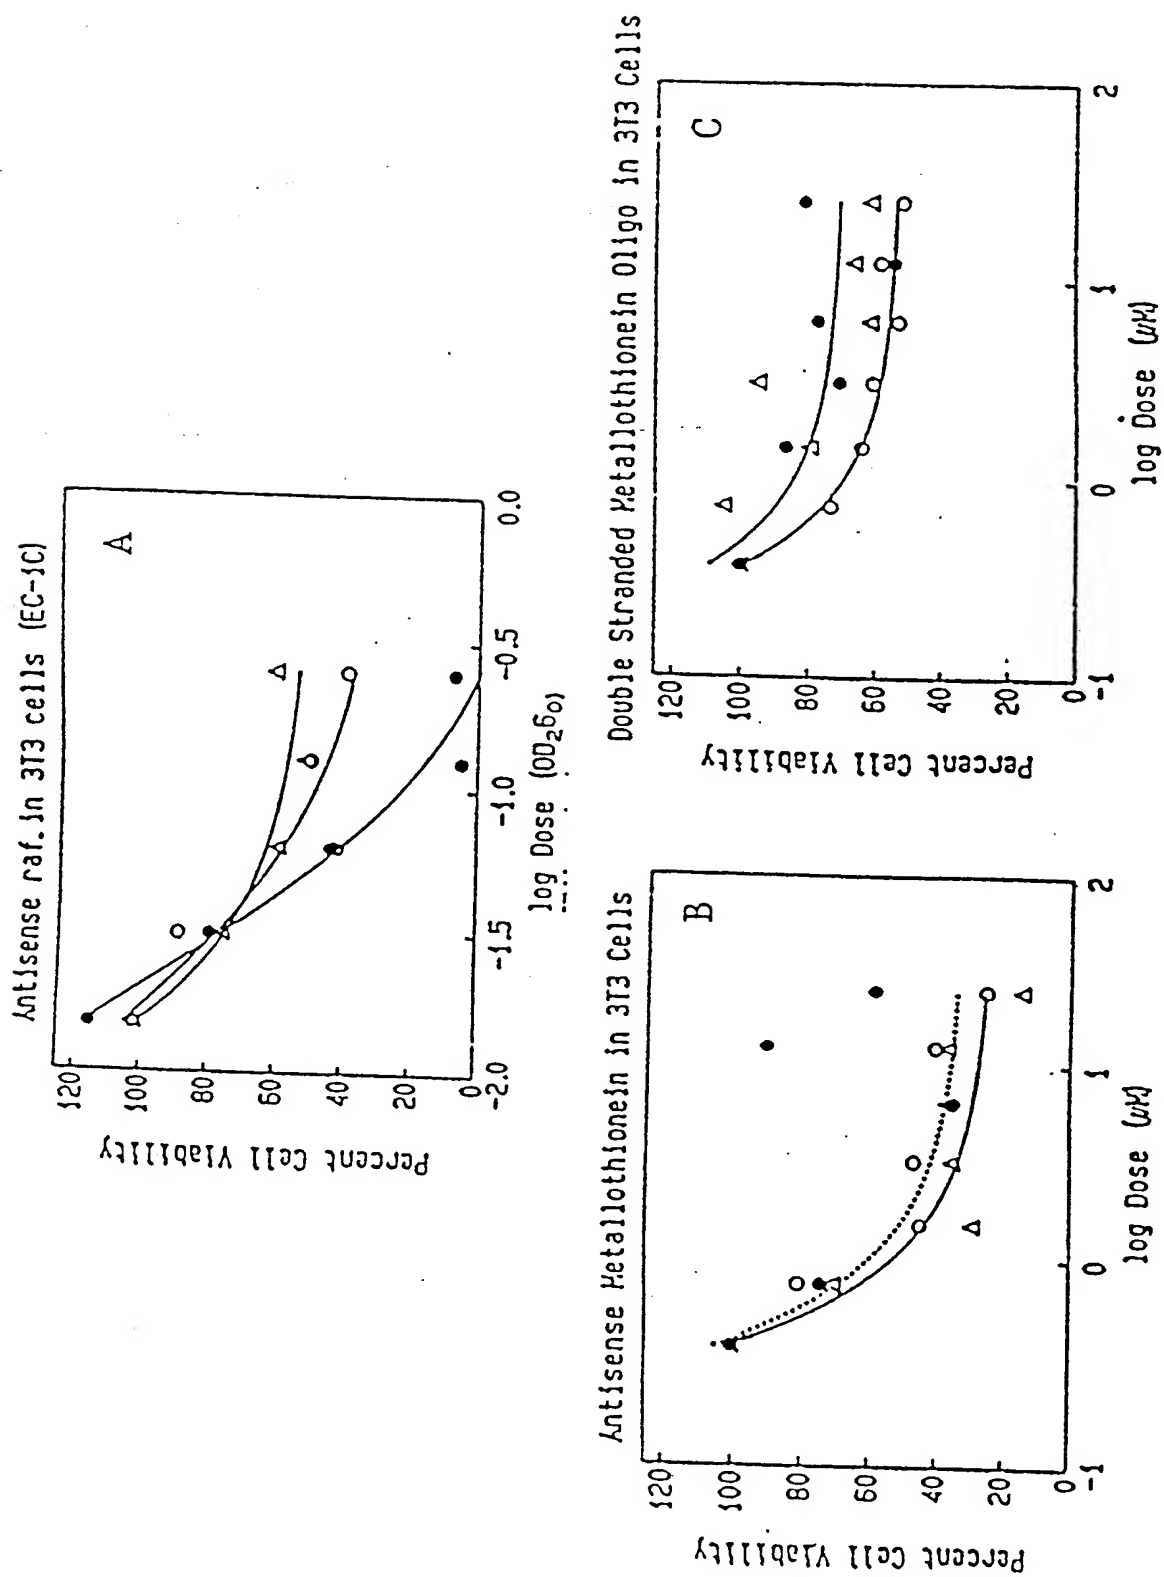 Antisense raf. in 3T3 cells (EC-1C)
A
Percent Cell Viability
120
100
80
60
40
20
0
-2.0
-1.5
-1.0
-0.5
0.0
log Dose (OD260)
Antisense Metallothionein in 3T3 Cells
B
Percent Cell Viability
120
100
80
60
40
20
0
-1
0
1
2
log Dose (µM)
Double Stranded Metallothionein Oligo in 3T3 Cells
C
Percent Cell Viability
120
100
80
60
40
20
0
-1
0
1
2
log Dose (µM)